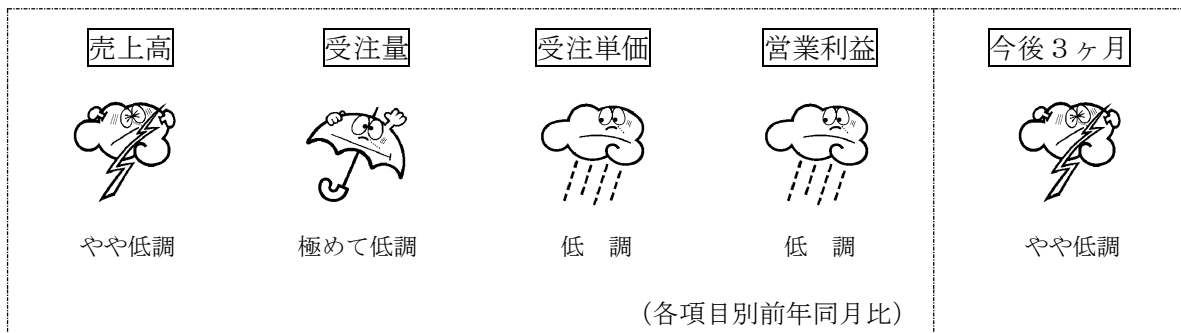 売上高 受注量 受注単価 営業利益 今後３ヶ月
やや低調 極めて低調 低　調 低　調 やや低調
（各項目別前年同月比）